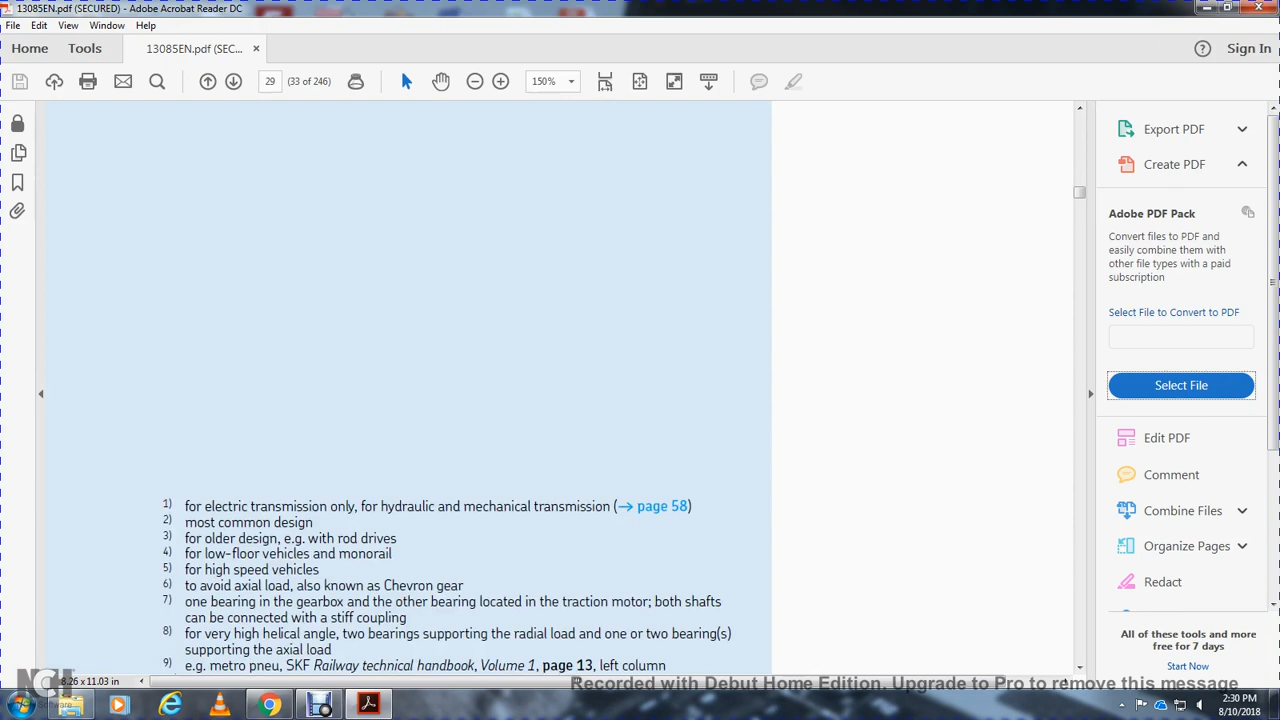 13085EN.pdf (SECURED) - Adobe Acrobat Reader DC
File Edit View Window Help
Home Tools 13085EN.pdf (SEC... × Sign In
29 (33 of 246) 150%
Export PDF
Create PDF
Adobe PDF Pack
Convert files to PDF and
easily combine them with
other file types with a paid
subscription
Select File to Convert to PDF
Select File
Edit PDF
Comment
Combine Files
Organize Pages
Redact
All of these tools and more
free for 7 days
Start Now
1) for electric transmission only, for hydraulic and mechanical transmission (→ page 58)
2) most common design
3) for older design, e.g. with rod drives
4) for low-floor vehicles and monorail
5) for high speed vehicles
6) to avoid axial load, also known as Chevron gear
7) one bearing in the gearbox and the other bearing located in the traction motor; both shafts
can be connected with a stiff coupling
8) for very high helical angle, two bearings supporting the radial load and one or two bearing(s)
supporting the axial load
9) e.g. metro pneu, SKF Railway technical handbook, Volume 1, page 13, left column
8.26 x 11.03 in
Recorded with Debut Home Edition. Upgrade to Pro to remove this message
NCH
Software
2:30 PM
8/10/2018